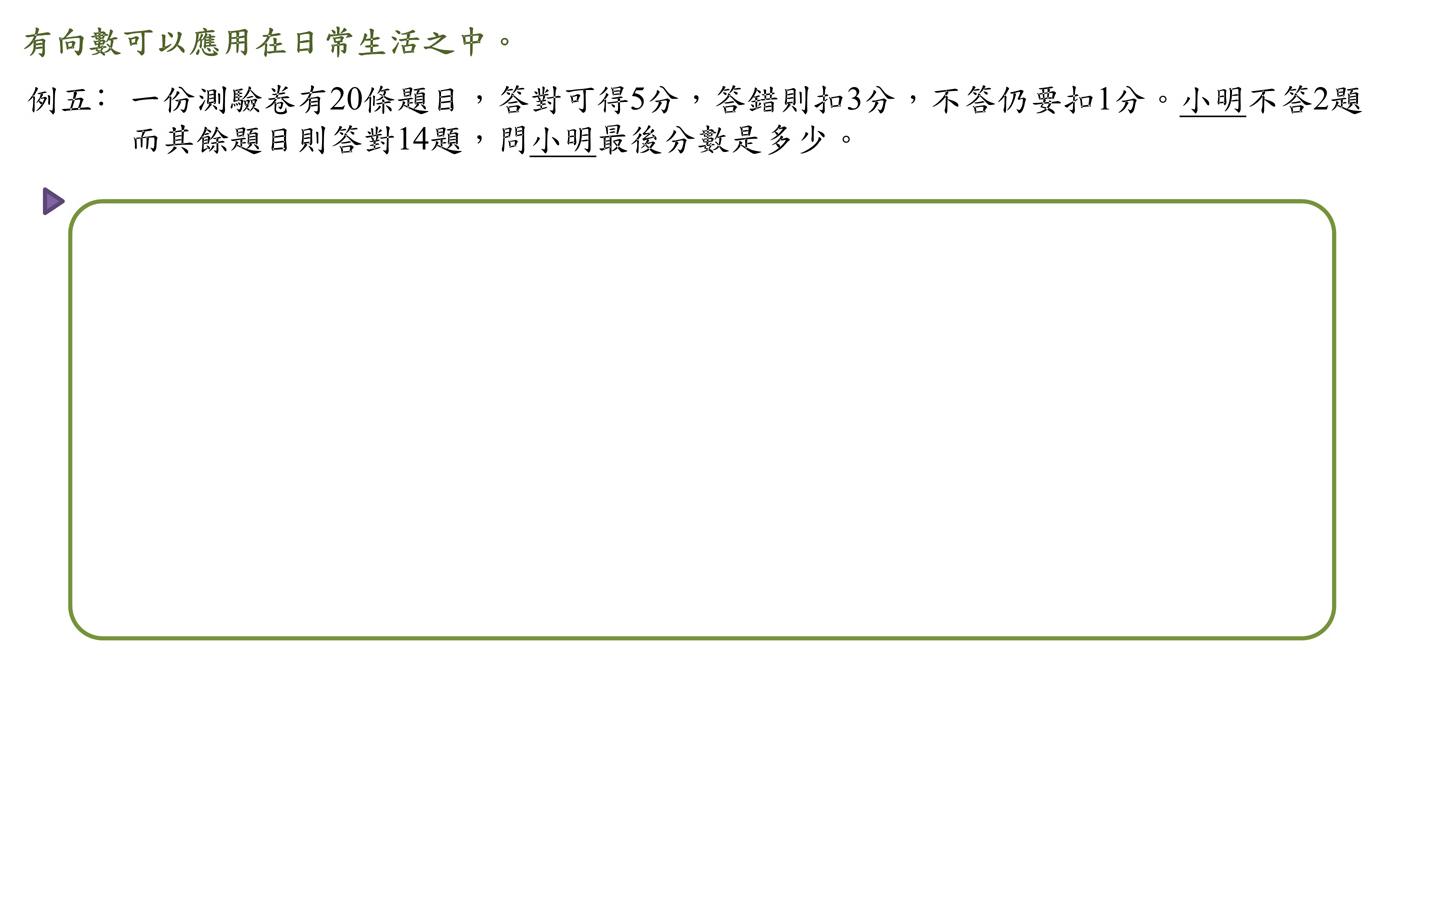 有向數可以應用在日常生活之中。
例五： 一份測驗卷有20條題目，答對可得5分，答錯則扣3分，不答仍要扣1分。小明不答2題
而其餘題目則答對14題，問小明最後分數是多少。